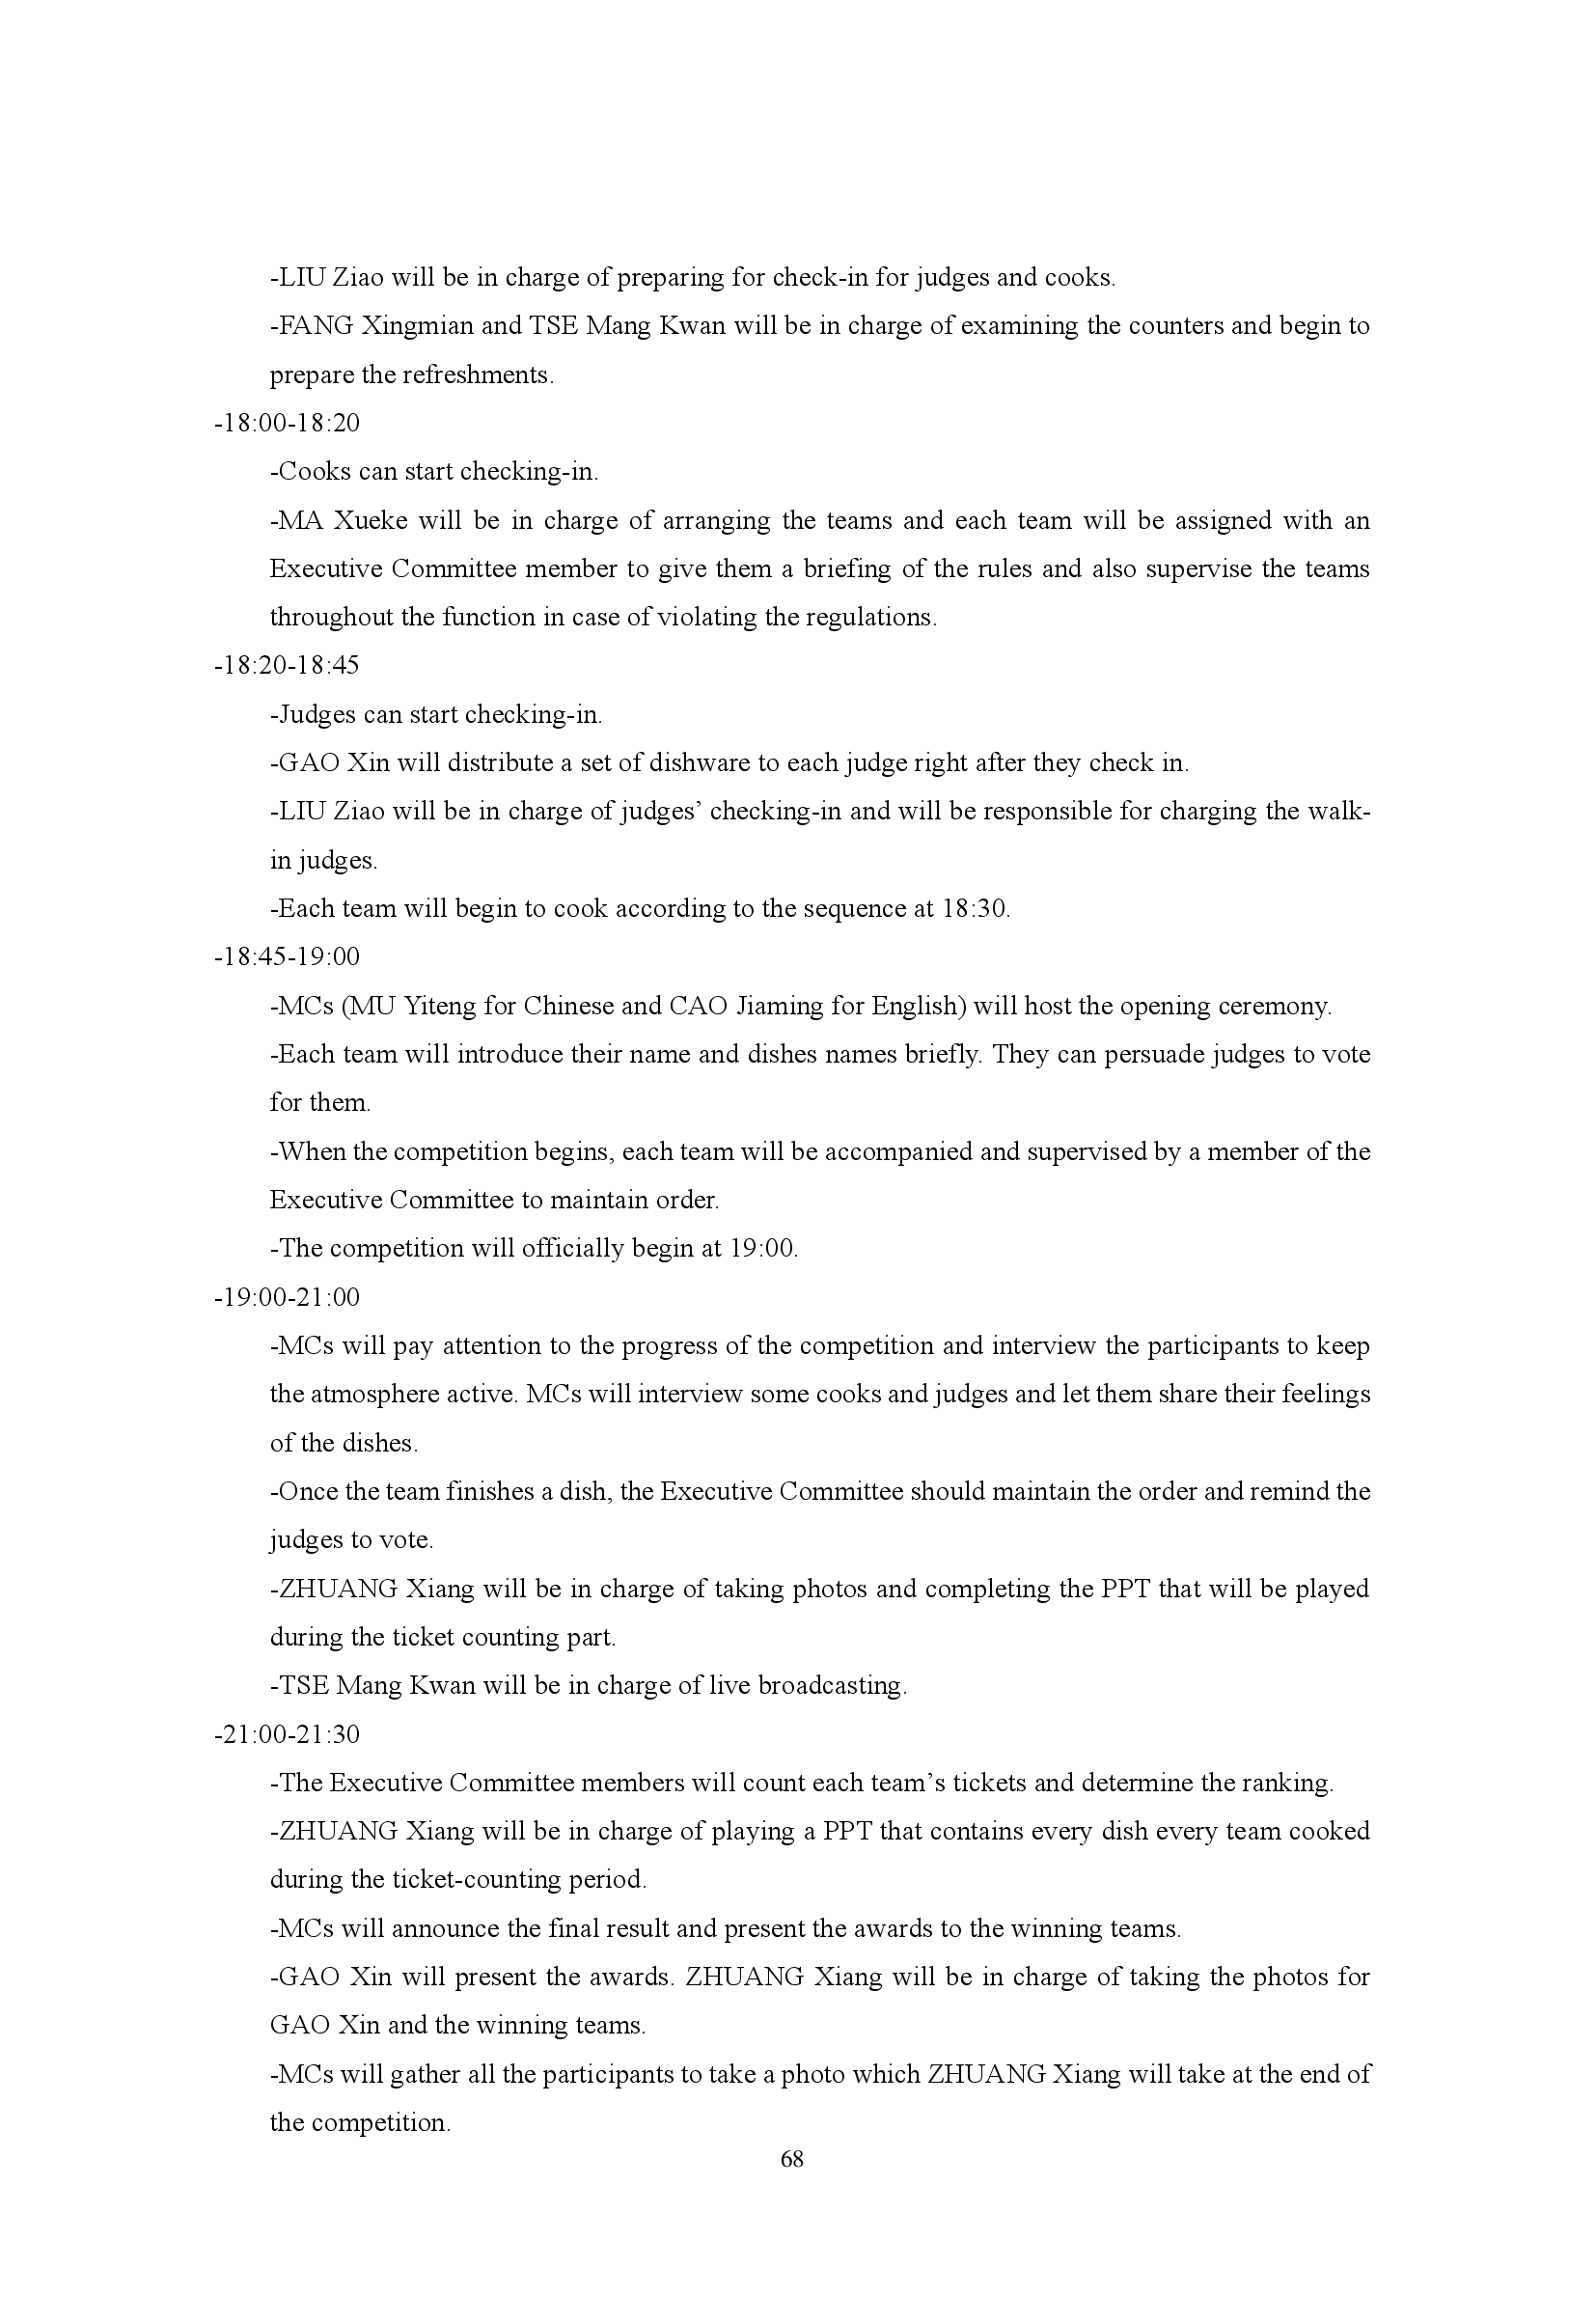 -LIU Ziao will be in charge of preparing for check-in for judges and cooks.
-FANG Xingmian and TSE Mang Kwan will be in charge of examining the counters and begin to
prepare the refreshments.
-18:00-18:20
-Cooks can start checking-in.
-MA Xueke will be in charge of arranging the teams and each team will be assigned with an
Executive Committee member to give them a briefing of the rules and also supervise the teams
throughout the function in case of violating the regulations.
-18:20-18:45
-Judges can start checking-in.
-GAO Xin will distribute a set of dishware to each judge right after they check in.
-LIU Ziao will be in charge of judges’ checking-in and will be responsible for charging the walk-
in judges.
-Each team will begin to cook according to the sequence at 18:30.
-18:45-19:00
-MCs (MU Yiteng for Chinese and CAO Jiaming for English) will host the opening ceremony.
-Each team will introduce their name and dishes names briefly. They can persuade judges to vote
for them.
-When the competition begins, each team will be accompanied and supervised by a member of the
Executive Committee to maintain order.
-The competition will officially begin at 19:00.
-19:00-21:00
-MCs will pay attention to the progress of the competition and interview the participants to keep
the atmosphere active. MCs will interview some cooks and judges and let them share their feelings
of the dishes.
-Once the team finishes a dish, the Executive Committee should maintain the order and remind the
judges to vote.
-ZHUANG Xiang will be in charge of taking photos and completing the PPT that will be played
during the ticket counting part.
-TSE Mang Kwan will be in charge of live broadcasting.
-21:00-21:30
-The Executive Committee members will count each team’s tickets and determine the ranking.
-ZHUANG Xiang will be in charge of playing a PPT that contains every dish every team cooked
during the ticket-counting period.
-MCs will announce the final result and present the awards to the winning teams.
-GAO Xin will present the awards. ZHUANG Xiang will be in charge of taking the photos for
GAO Xin and the winning teams.
-MCs will gather all the participants to take a photo which ZHUANG Xiang will take at the end of
the competition.
68